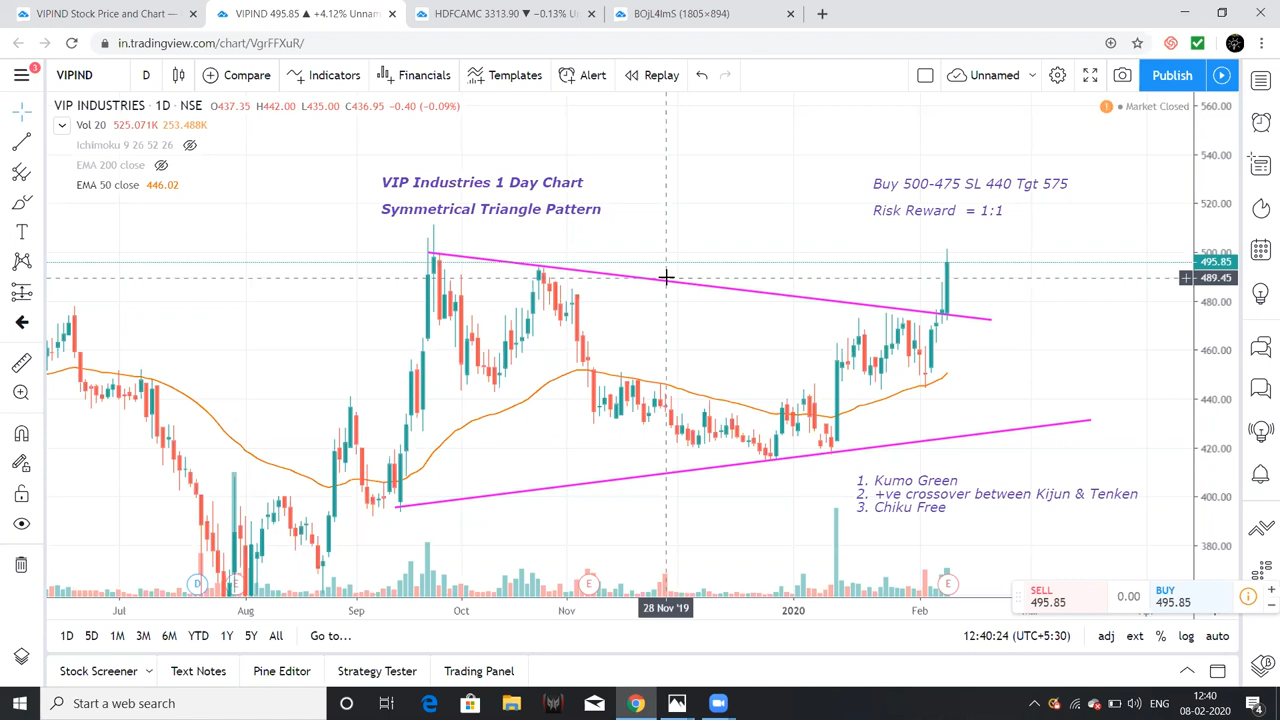 VIPIND Stock Price and Chart —
VIPIND 495.85 ▲ +4.12% Unnam
HDFCAMC 3313.90 ▼ −0.13% U
BOjL4ImS (1805×894)
in.tradingview.com/chart/VgrFFXuR/
1
VIPIND
D
Compare
Indicators
Financials
Templates
Alert
Replay
Unnamed
Publish
VIP INDUSTRIES · 1D · NSE O437.35 H442.00 L435.00 C436.95 −0.40 (−0.09%)
Market Closed
Vol 20 525.071K 253.488K
Ichimoku 9 26 52 26
EMA 200 close
EMA 50 close 446.02
VIP Industries 1 Day Chart
Symmetrical Triangle Pattern
Buy 500-475 SL 440 Tgt 575
Risk Reward = 1:1
560.00
540.00
520.00
500.00
495.85
489.45
480.00
460.00
440.00
420.00
400.00
380.00
1. Kumo Green
2. +ve crossover between Kijun & Tenken
3. Chiku Free
D
E
E
E
SELL
495.85
0.00
BUY
495.85
Jul
Aug
Sep
Oct
Nov
28 Nov '19
2020
Feb
1D 5D 1M 3M 6M YTD 1Y 5Y All Go to...
12:40:24 (UTC+5:30) adj ext % log auto
Stock Screener
Text Notes
Pine Editor
Strategy Tester
Trading Panel
Start a web search
ENG
12:40
08-02-2020